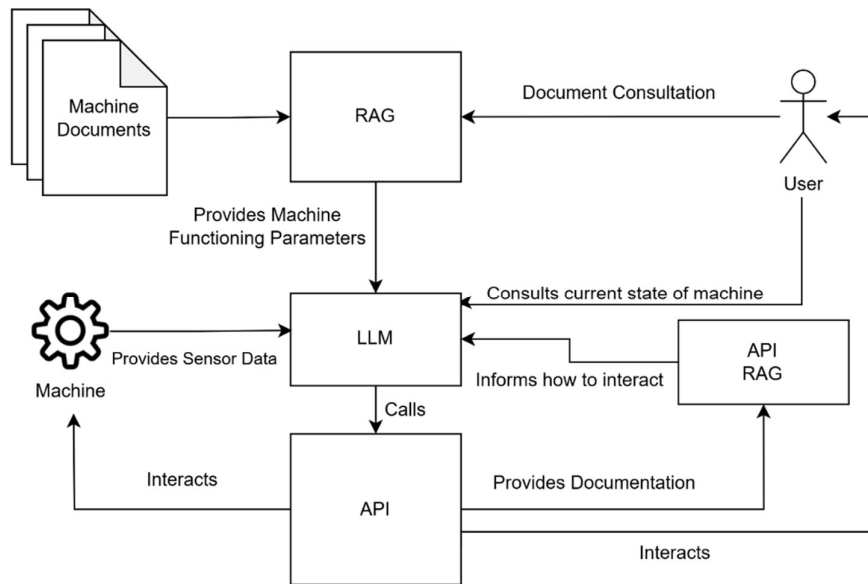 Machine
Documents
RAG
Document Consultation
User
Provides Machine
Functioning Parameters
Consults current state of machine
LLM
Provides Sensor Data
Machine
API
RAG
Informs how to interact
Calls
Interacts
API
Provides Documentation
Interacts